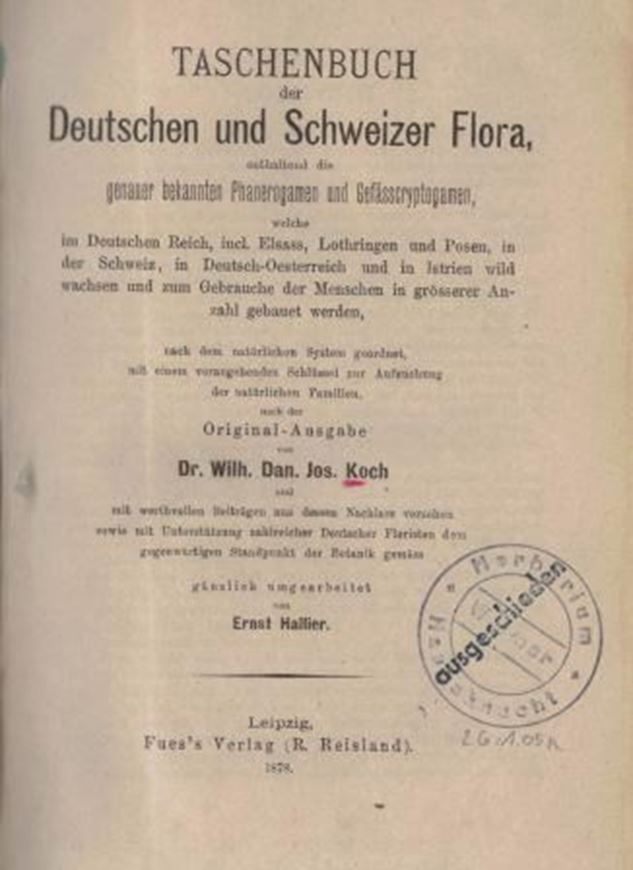 TASCHENBUCH
der
Deutschen und Schweizer Flora,
enthaltend die
genauer bekannten Phanerogamen und Gefässcryptogamen,
welche
im Deutschen Reich, incl. Elsass, Lothringen und Posen, in
der Schweiz, in Deutsch-Oesterreich und in Istrien wild
wachsen und zum Gebrauche der Menschen in grösserer An-
zahl gebauet werden,
nach dem natürlichen System geordnet,
mit einem vorangehenden Schlüssel zur Aufsuchung
der natürlichen Familien,
nach der
Original-Ausgabe
von
Dr. Wilh. Dan. Jos. Koch
und
mit werthvollen Beiträgen aus dessen Nachlass versehen
sowie mit Unterstützung zahlreicher Deutscher Floristen dem
gegenwärtigen Standpunkt der Botanik gemäss
gänzlich umgearbeitet
von
Ernst Hallier.
Herbarium
Haussknecht
Weimar
ausgeschieden
Leipzig,
Fues's Verlag (R. Reisland).
1878.